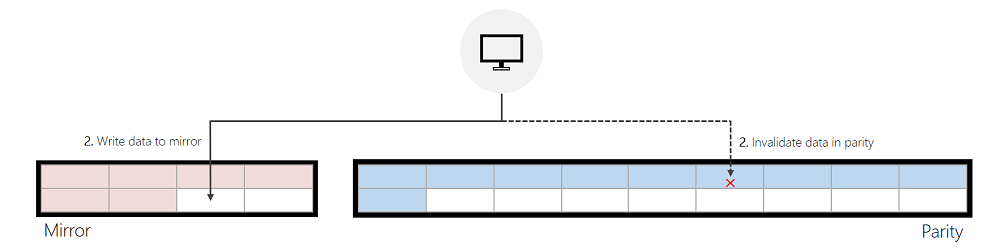 2. Write data to mirror
2. Invalidate data in parity
Mirror
Parity